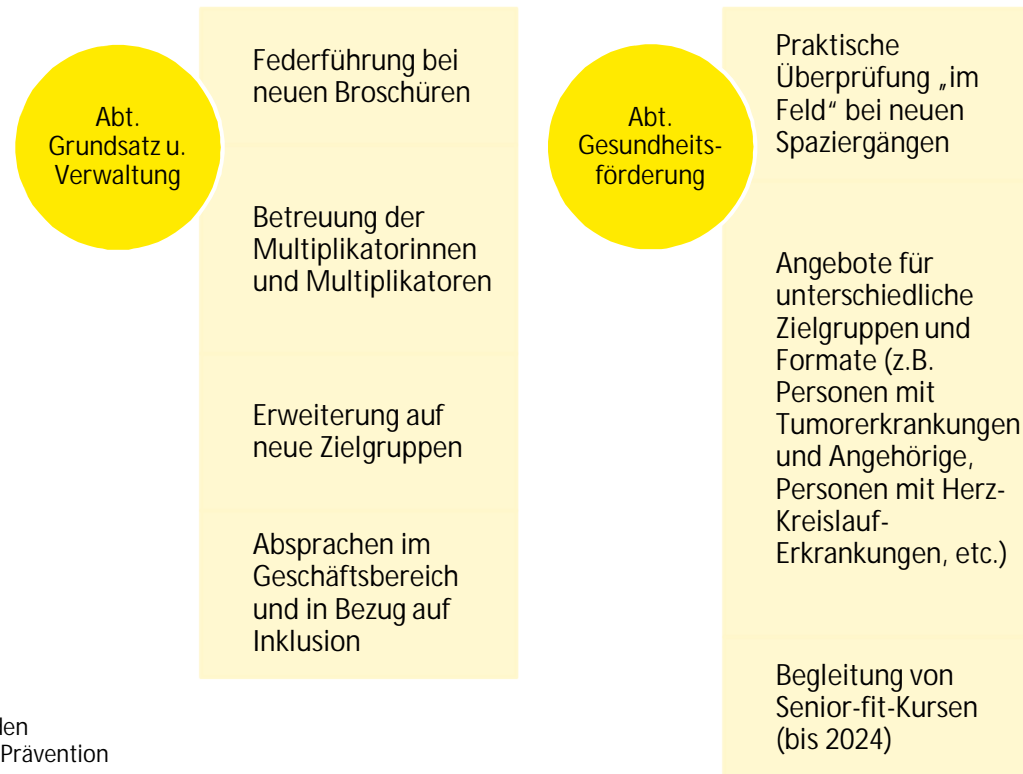 Abt.
Grundsatz u.
Verwaltung
Federführung bei
neuen Broschüren
Betreuung der
Multiplikatorinnen
und Multiplikatoren
Erweiterung auf
neue Zielgruppen
Absprachen im
Geschäftsbereich
und in Bezug auf
Inklusion
Abt.
Gesundheits-
förderung
Praktische
Überprüfung „im
Feld“ bei neuen
Spaziergängen
Angebote für
unterschiedliche
Zielgruppen und
Formate (z.B.
Personen mit
Tumorerkrankungen
und Angehörige,
Personen mit Herz-
Kreislauf-
Erkrankungen, etc.)
Begleitung von
Senior-fit-Kursen
(bis 2024)
Prävention